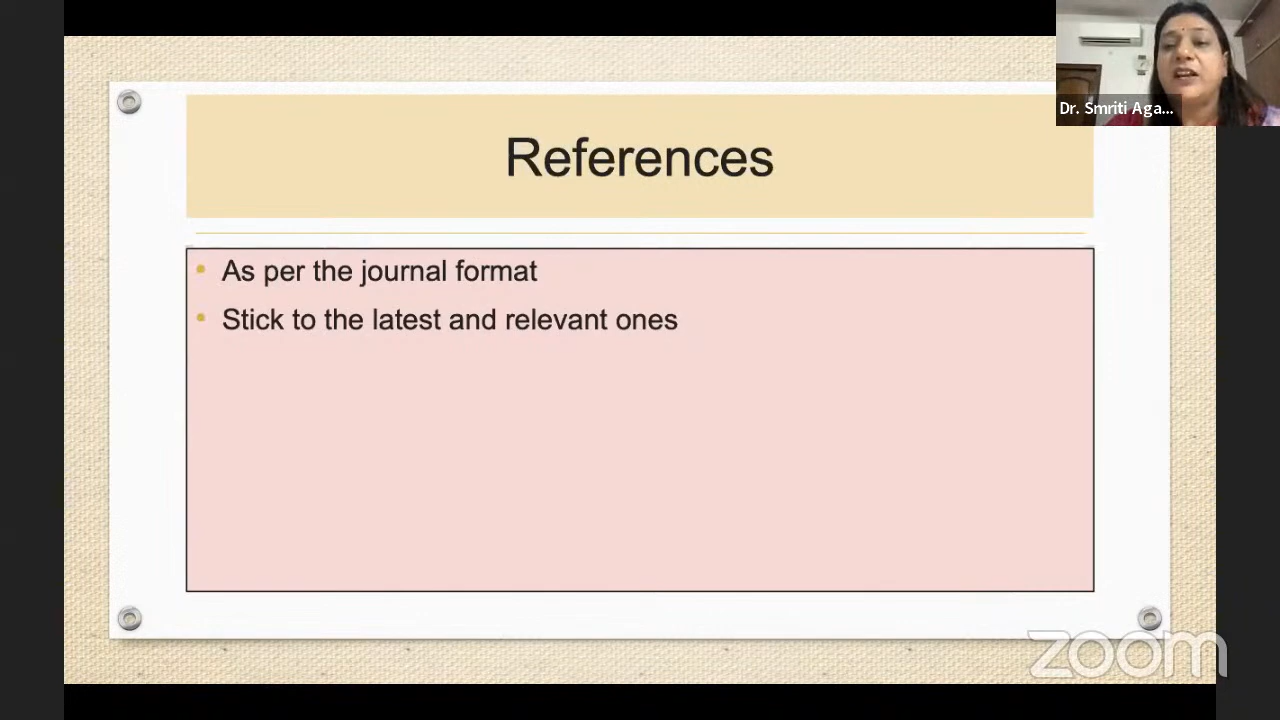 Dr. Smriti Aga...
References
As per the journal format
Stick to the latest and relevant ones
zoom